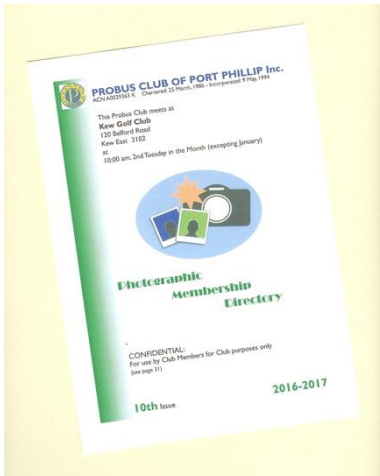 PROBUS CLUB OF PORT PHILLIP Inc.
ACN A0029363 K Chartered 25 March, 1986 - Incorporated 9 May, 1994
This Probus Club meets at
Kew Golf Club
120 Belford Road
Kew East 3102
at
10:00 am, 2nd Tuesday in the Month (excepting January)
Photographic
Membership
Directory
CONFIDENTIAL:
For use by Club Members for Club purposes only
(see page 31)
10th Issue
2016-2017